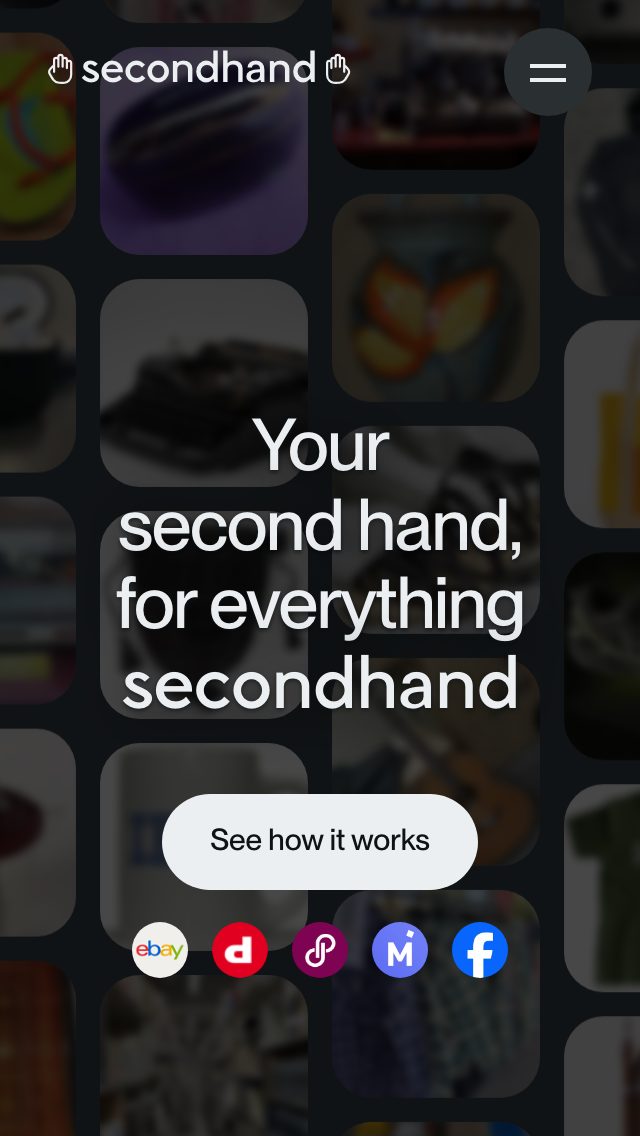 secondhand
Your
second hand,
for everything
secondhand
See how it works
ebay
d
M
f